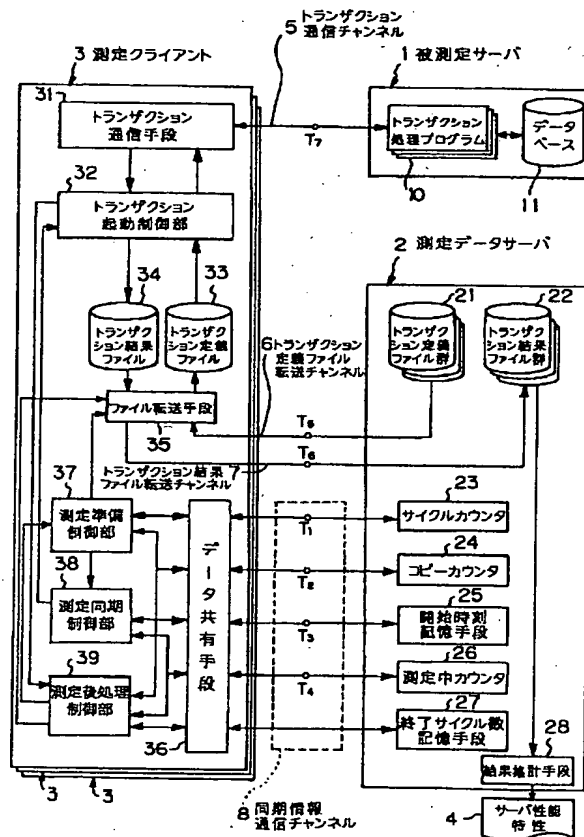 5 トランザクション
通信チャンネル
3 測定クライアント
1 被測定サーバ
31
トランザクション
通信手段
T7
トランザクション
処理プログラム
データ
ベース
10
11
32
トランザクション
起動制御部
2 測定データサーバ
34
33
トランザク
ション結果
ファイル
トランザク
ション定義
ファイル
21
22
トランザク
ション定義
ファイル群
トランザク
ション結果
ファイル群
6トランザクション
定義ファイル
転送チャンネル
ファイル転送手段
35
T5
T6
トランザクション結果
ファイル転送チャンネル
7
37
測定準備
制御部
38
測定同期
制御部
39
測定後処理
制御部
データ共有手段
36
T1
T2
T3
T4
23
サイクルカウンタ
24
コピーカウンタ
25
開始時刻
記憶手段
26
測定中カウンタ
27
終了サイクル数
記憶手段
28
結果集計手段
3
3
8
同期情報
通信チャンネル
4
サーバ性能
特性